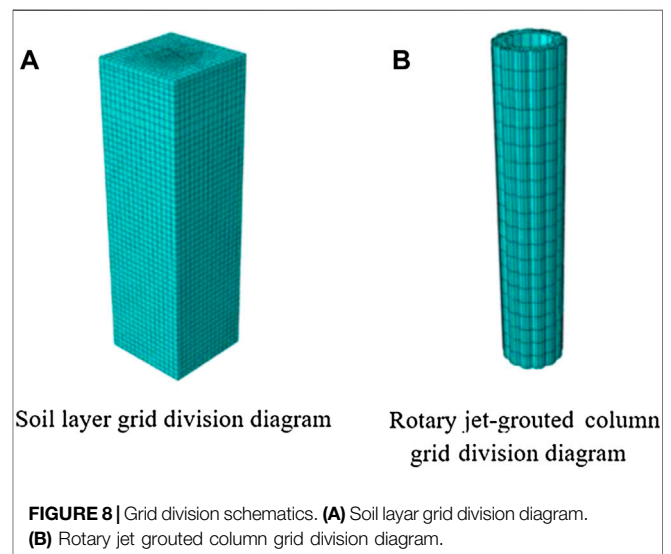 A
B
Soil layer grid division diagram
Rotary jet-grouted column
grid division diagram
FIGURE 8 | Grid division schematics. (A) Soil layar grid division diagram.
(B) Rotary jet grouted column grid division diagram.